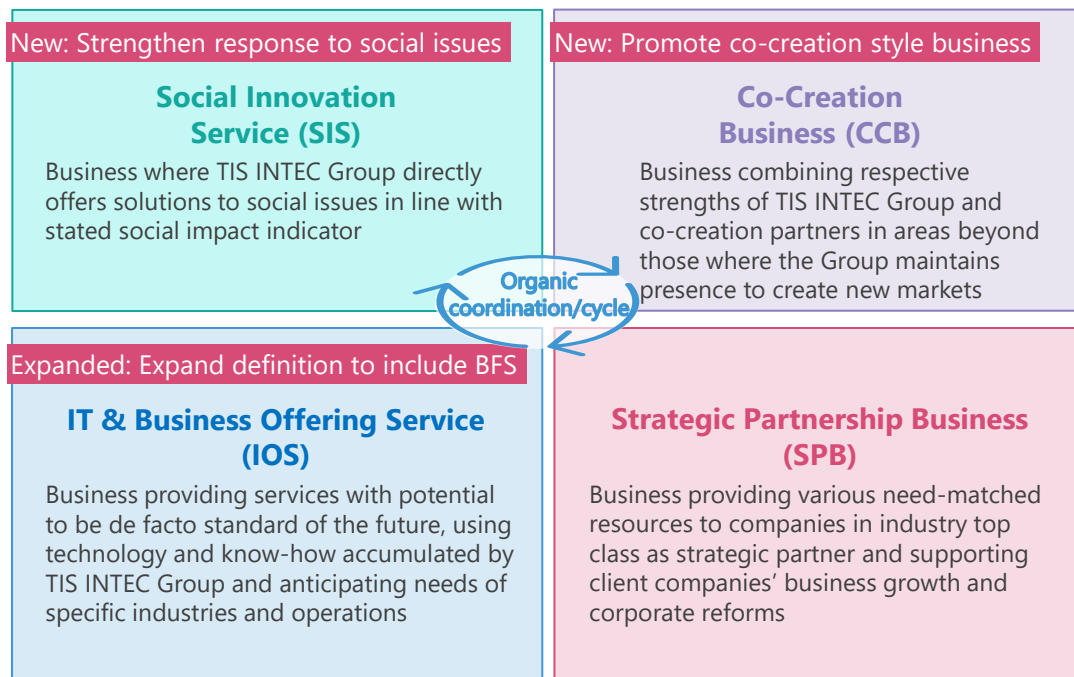 New: Strengthen response to social issues
Social Innovation
Service (SIS)
Business where TIS INTEC Group directly
offers solutions to social issues in line with
stated social impact indicator
New: Promote co-creation style business
Co-Creation
Business (CCB)
Business combining respective
strengths of TIS INTEC Group and
co-creation partners in areas beyond
those where the Group maintains
presence to create new markets
Organic
coordination/cycle
Expanded: Expand definition to include BFS
IT & Business Offering Service
(IOS)
Business providing services with potential
to be de facto standard of the future, using
technology and know-how accumulated by
TIS INTEC Group and anticipating needs of
specific industries and operations
Strategic Partnership Business
(SPB)
Business providing various need-matched
resources to companies in industry top
class as strategic partner and supporting
client companies’ business growth and
corporate reforms